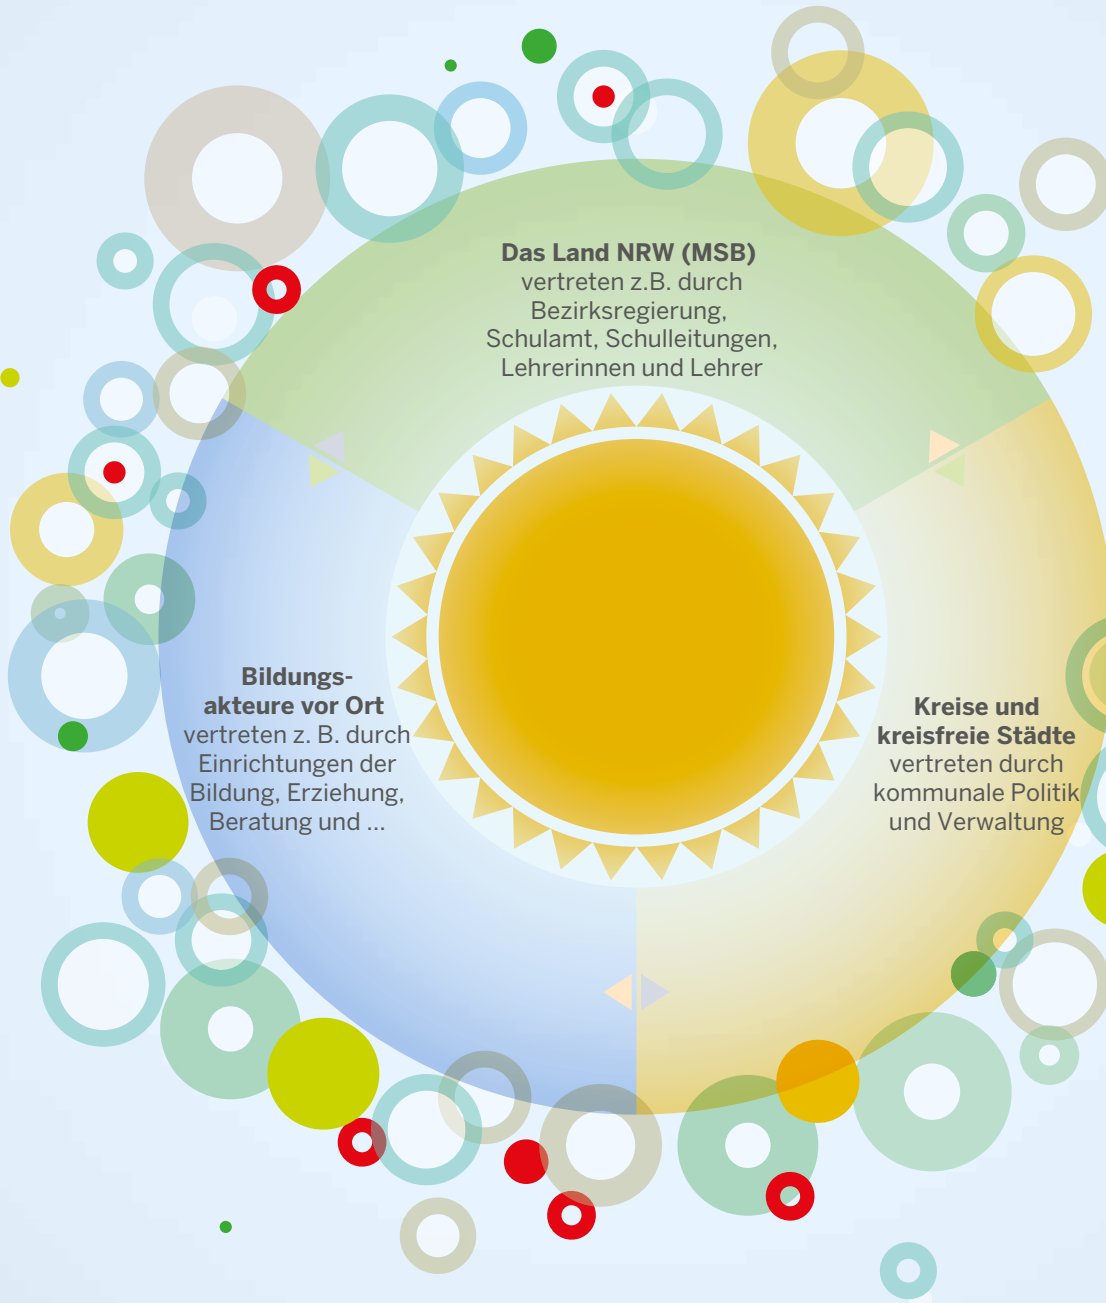 Das Land NRW (MSB)
vertreten z.B. durch
Bezirksregierung,
Schulamt, Schulleitungen,
Lehrerinnen und Lehrer
Bildungs-
akteure vor Ort
vertreten z. B. durch
Einrichtungen der
Bildung, Erziehung,
Beratung und ...
Kreise und
kreisfreie Städte
vertreten durch
kommunale Politik
und Verwaltung